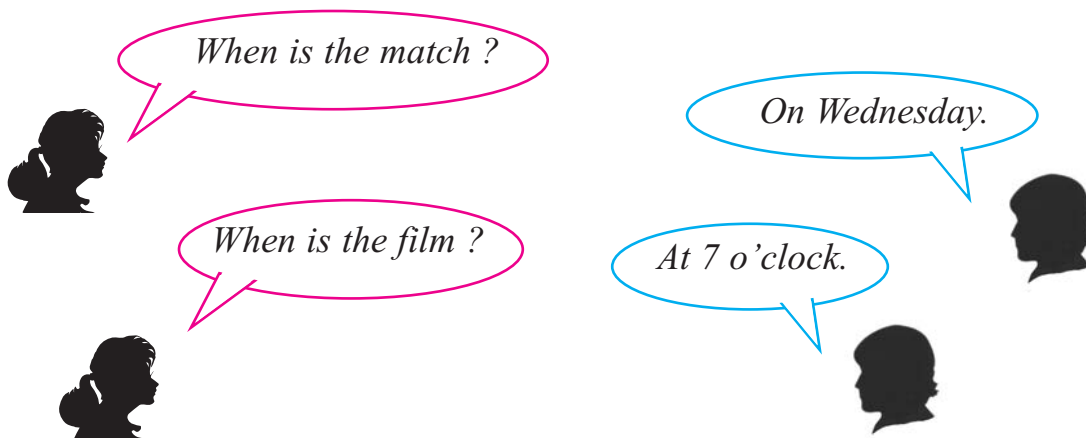 When is the match ?
On Wednesday.
When is the film ?
At 7 o’clock.